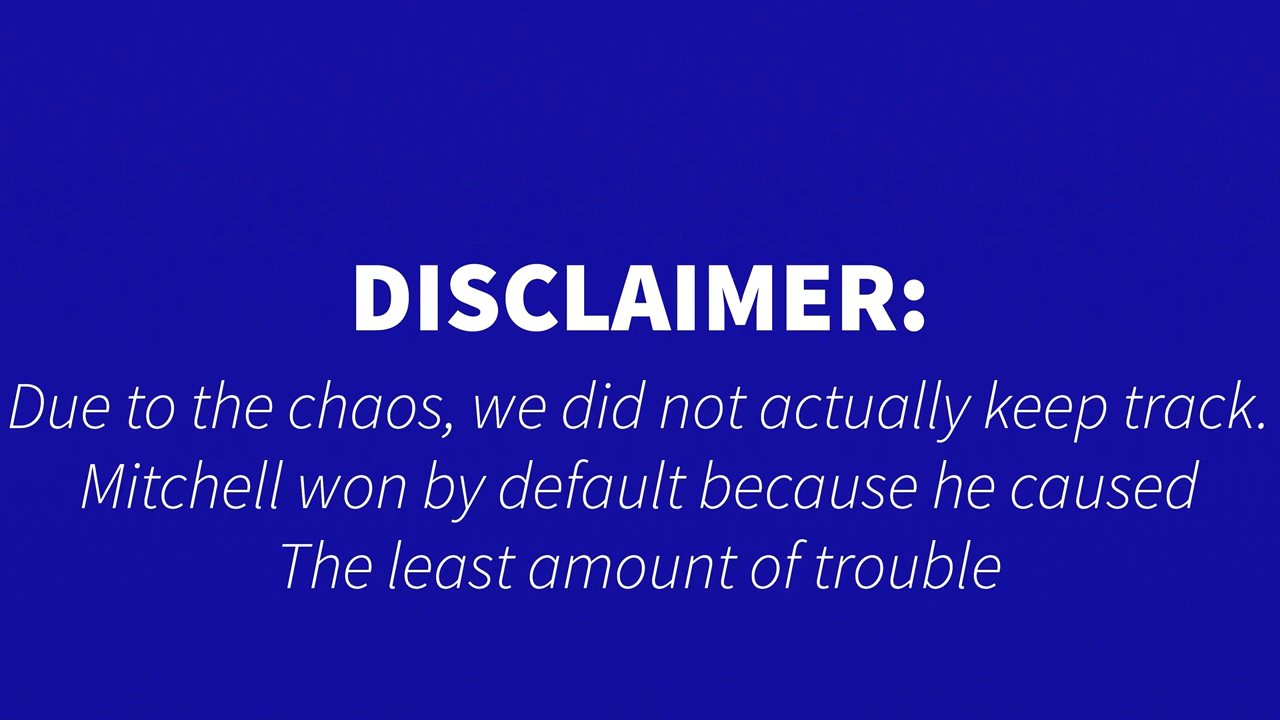 DISCLAIMER:
Due to the chaos, we did not actually keep track.
Mitchell won by default because he caused
The least amount of trouble